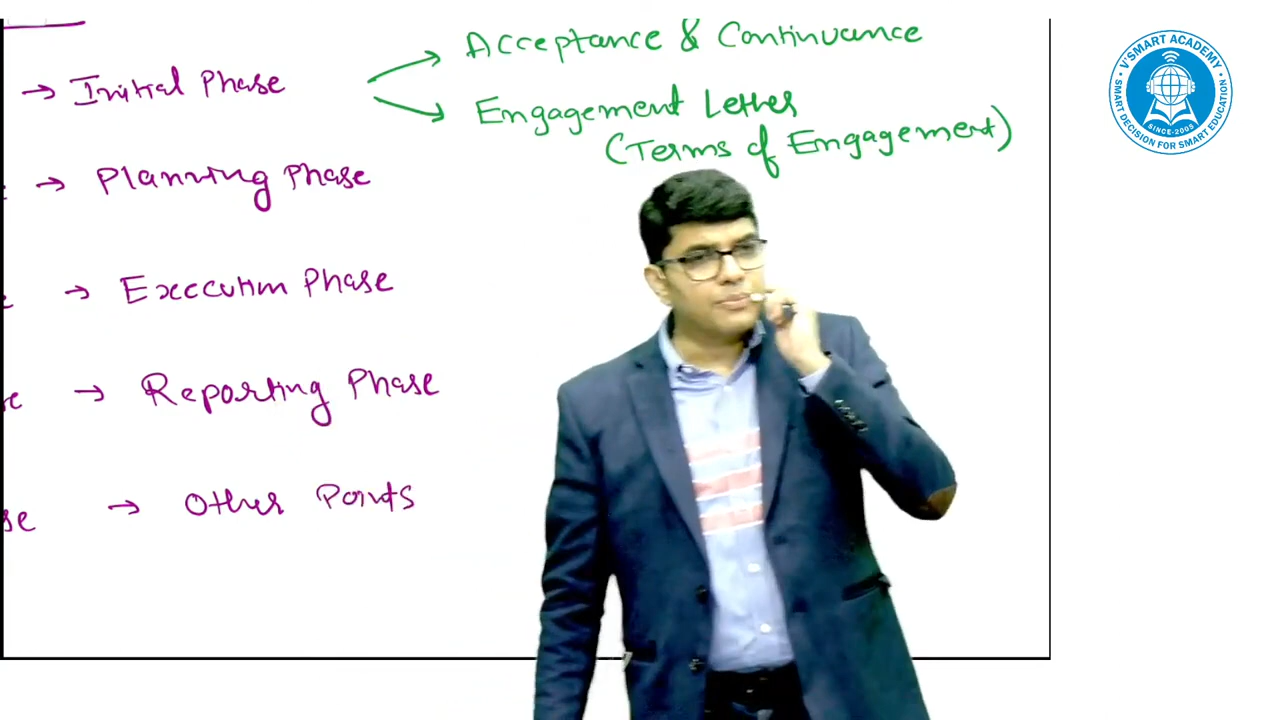 Acceptance & Continuance
→ Initial Phase
Engagement Letter
(Terms of Engagement)
→ Planning Phase
→ Execution Phase
→ Reporting Phase
se → Other Points
V'SMART ACADEMY
SMART DECISION FOR SMART EDUCATION
SINCE-2005